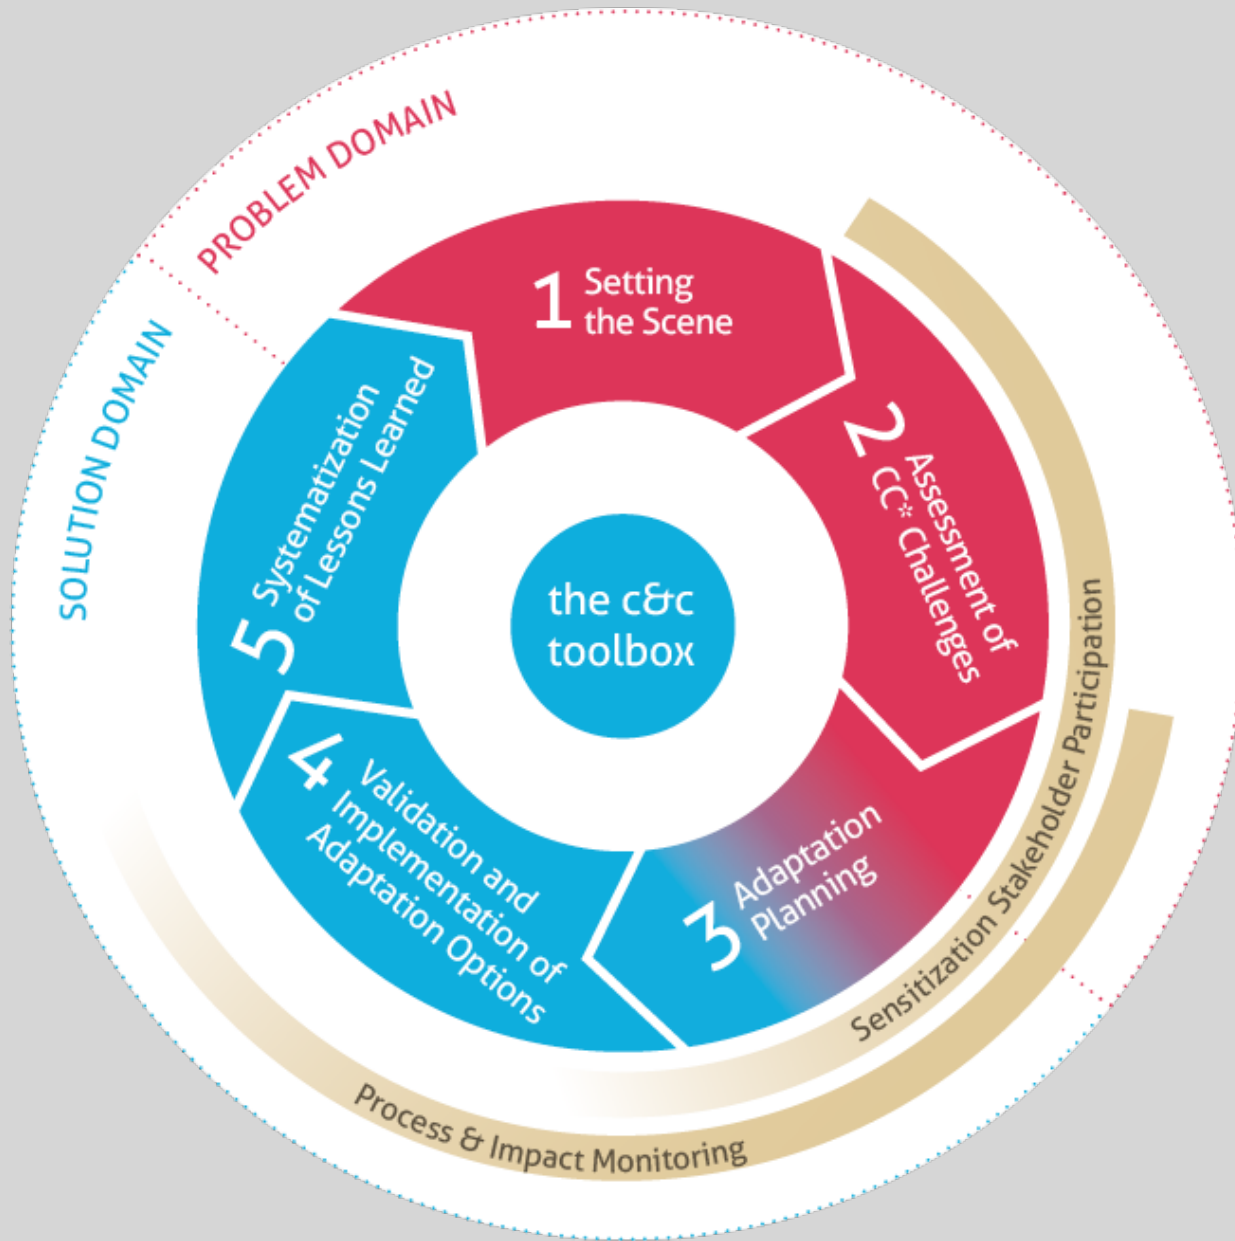 PROBLEM DOMAIN
SOLUTION DOMAIN
1 Setting
the Scene
2 Assessment of
CC* Challenges
3 Adaptation
Planning
4 Validation and
Implementation of
Adaptation Options
5 Systematization
of Lessons Learned
the c&c
toolbox
Sensitization Stakeholder Participation
Process & Impact Monitoring